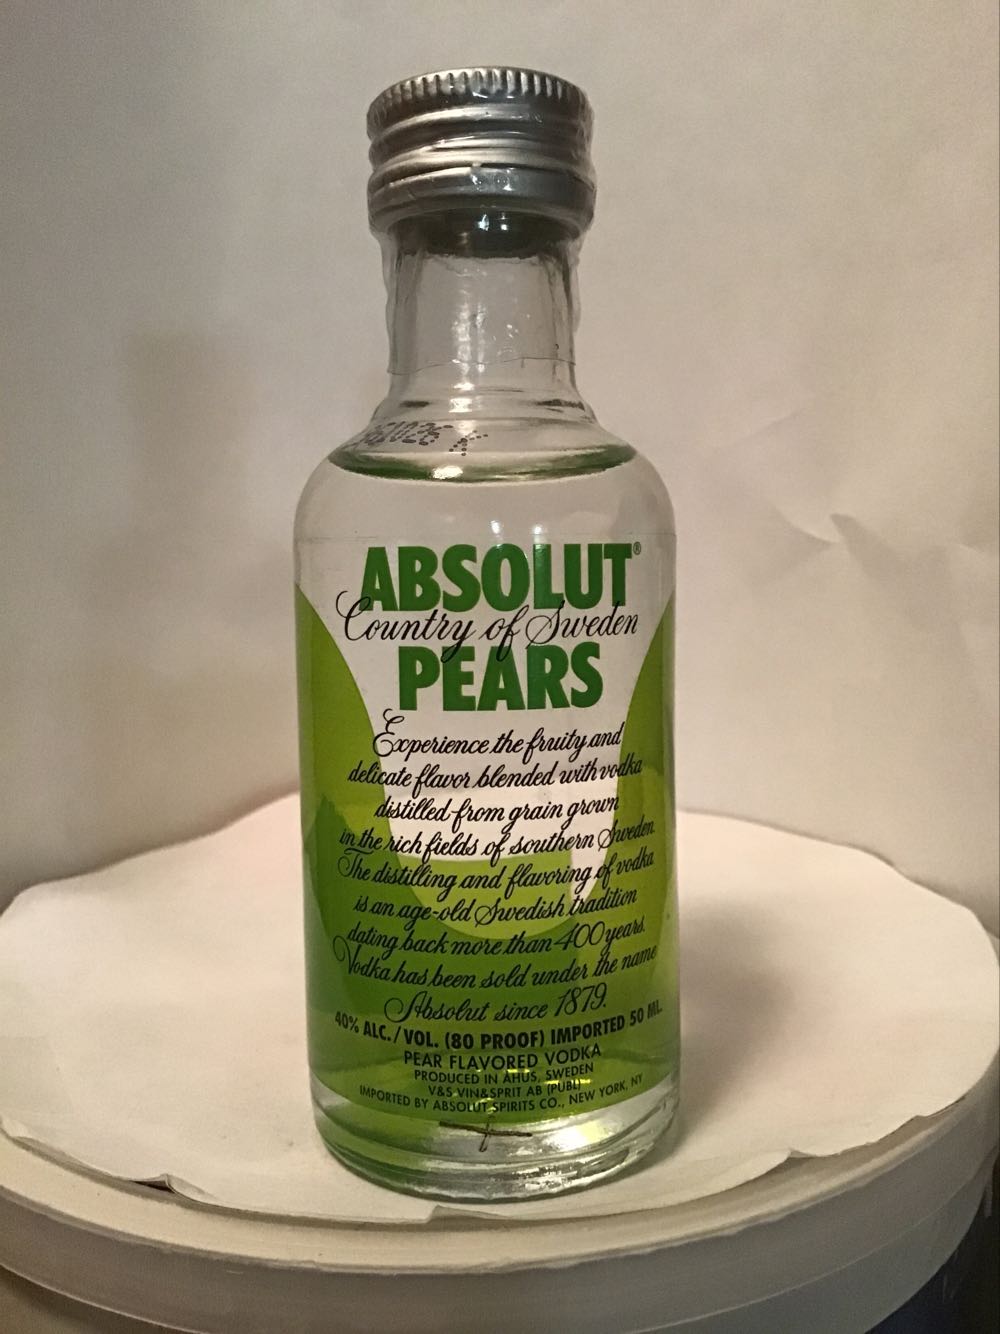 ABSOLUT®
Country of Sweden
PEARS
Experience the fruity and
delicate flavor blended with vodka
distilled from grain grown
in the rich fields of southern Sweden.
The distilling and flavoring of vodka
is an age-old Swedish tradition
dating back more than 400 years.
Vodka has been sold under the name
Absolut since 1879.
40% ALC./VOL. (80 PROOF) IMPORTED 50 ML.
PEAR FLAVORED VODKA
PRODUCED IN ÅHUS, SWEDEN
V&S VIN&SPRIT AB (PUBL)
IMPORTED BY ABSOLUT SPIRITS CO., NEW YORK, NY